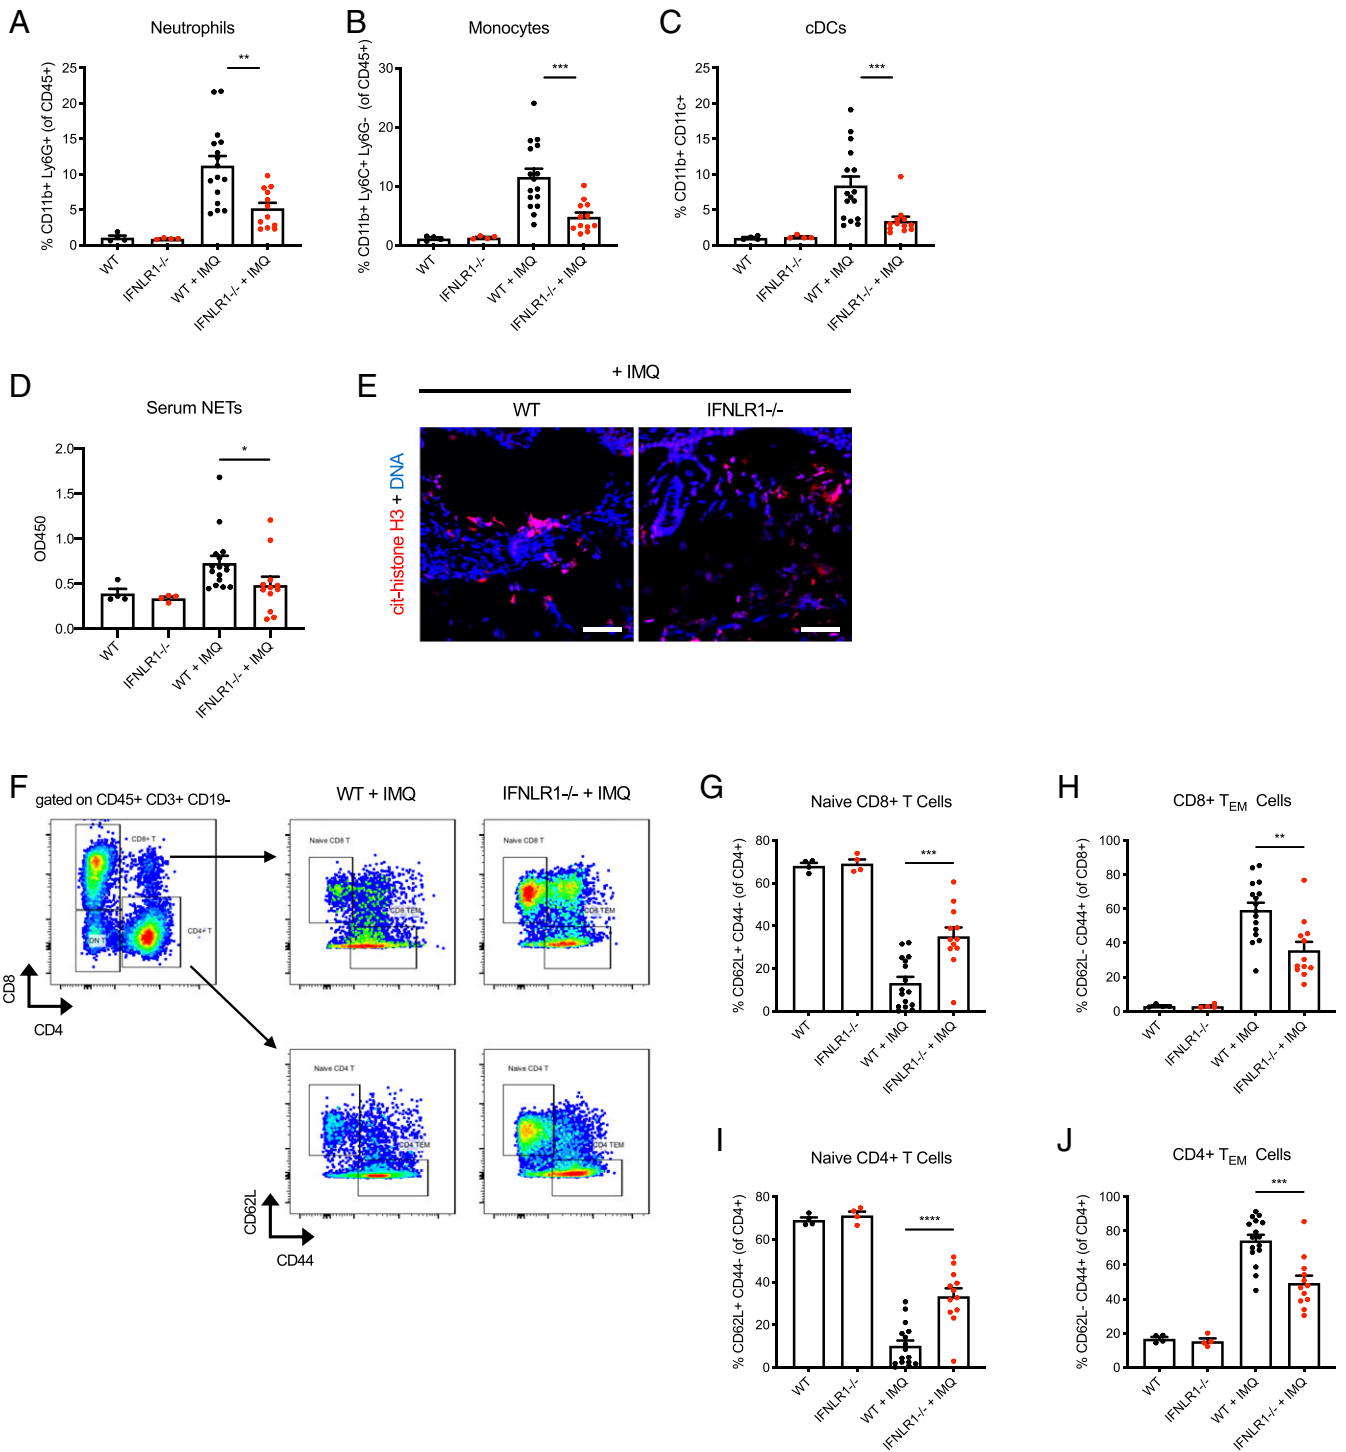 A
Neutrophils
% CD11b+ Ly6G+ (of CD45+)
25
20
15
10
5
0
**
WT
IFNLR1-/-
WT + IMQ
IFNLR1-/- + IMQ
B
Monocytes
% CD11b+ Ly6C+ Ly6G- (of CD45+)
30
20
10
0
***
WT
IFNLR1-/-
WT + IMQ
IFNLR1-/- + IMQ
C
cDCs
% CD11b+ CD11c+
25
20
15
10
5
0
***
WT
IFNLR1-/-
WT + IMQ
IFNLR1-/- + IMQ
D
Serum NETs
OD450
2.0
1.5
1.0
0.5
0.0
*
WT
IFNLR1-/-
WT + IMQ
IFNLR1-/- + IMQ
E
+ IMQ
WT
IFNLR1-/-
cit-histone H3 + DNA
F
gated on CD45+ CD3+ CD19-
CD8+ T
DN T
CD4+ T
CD8
CD4
WT + IMQ
IFNLR1-/- + IMQ
Naive CD8 T
CD8 TEM
Naive CD8 T
CD8 TEM
Naive CD4 T
CD4 TEM
Naive CD4 T
CD4 TEM
CD62L
CD44
G
Naive CD8+ T Cells
% CD62L+ CD44- (of CD4+)
80
60
40
20
0
***
WT
IFNLR1-/-
WT + IMQ
IFNLR1-/- + IMQ
H
CD8+ TEM Cells
% CD62L- CD44+ (of CD8+)
100
80
60
40
20
0
**
WT
IFNLR1-/-
WT + IMQ
IFNLR1-/- + IMQ
I
Naive CD4+ T Cells
% CD62L+ CD44- (of CD4+)
80
60
40
20
0
****
WT
IFNLR1-/-
WT + IMQ
IFNLR1-/- + IMQ
J
CD4+ TEM Cells
% CD62L- CD44+ (of CD4+)
100
80
60
40
20
0
***
WT
IFNLR1-/-
WT + IMQ
IFNLR1-/- + IMQ